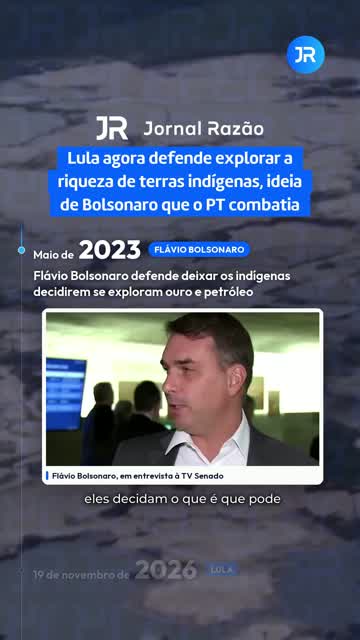 JR
JR Jornal Razão
Lula agora defende explorar a
riqueza de terras indígenas, ideia
de Bolsonaro que o PT combatia
Maio de 2023 FLÁVIO BOLSONARO
Flávio Bolsonaro defende deixar os indígenas
decidirem se exploram ouro e petróleo
Flávio Bolsonaro, em entrevista à TV Senado
eles decidam o que é que pode
19 de novembro de 2026 LULA